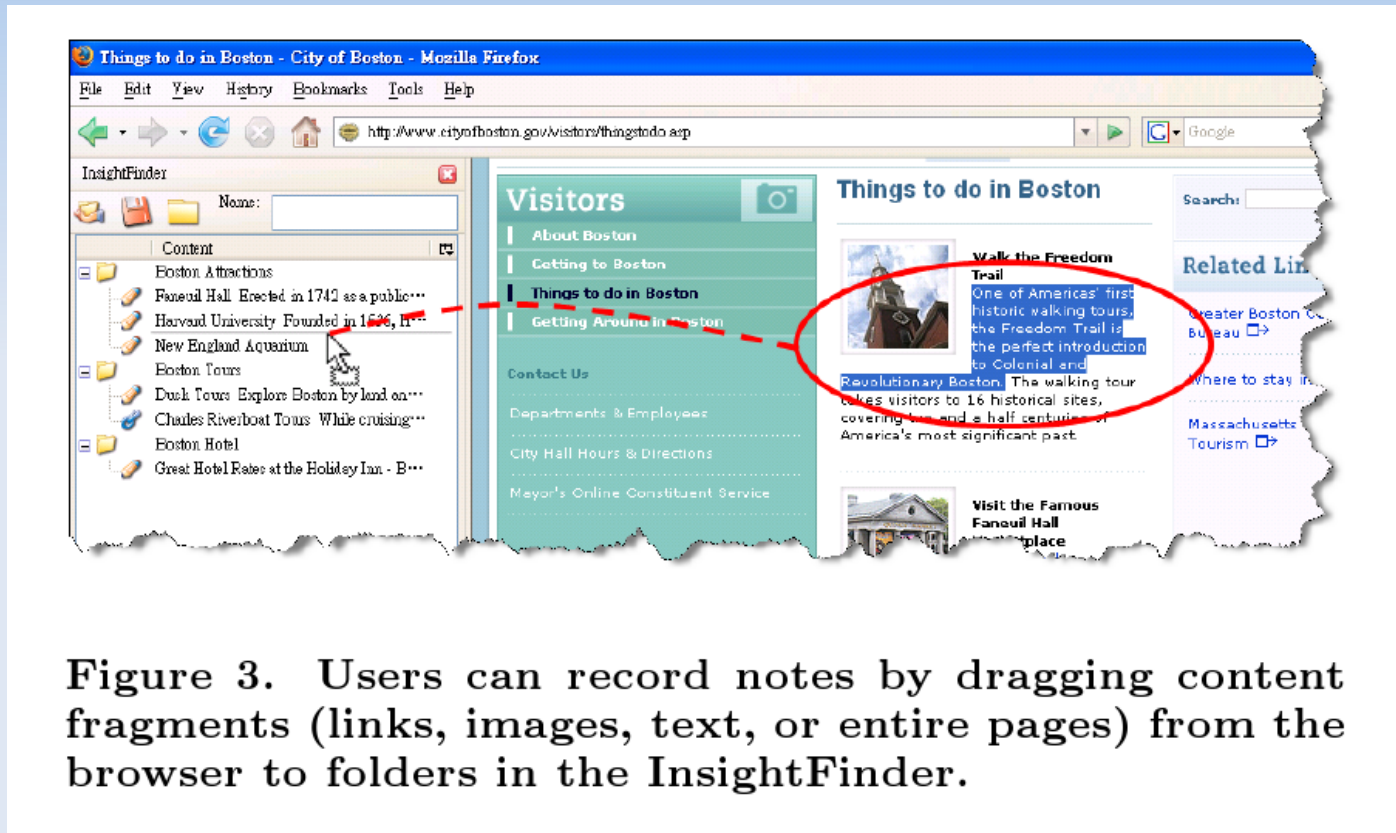 Things to do in Boston - City of Boston - Mozilla Firefox
File Edit View History Bookmarks Tools Help
http://www.cityofboston.gov/visitors/thingstodo.asp
Google
InsightFinder
Name:
Content
Boston Attractions
Faneuil Hall Erected in 1742 as a public···
Harvard University Founded in 1636, H···
New England Aquarium
Boston Tours
Duck Tours Explore Boston by land on···
Charles Riverboat Tours While cruising···
Boston Hotel
Great Hotel Rates at the Holiday Inn - B···
Visitors
About Boston
Getting to Boston
Things to do in Boston
Getting Around in Boston
Contact Us
Departments & Employees
City Hall Hours & Directions
Mayor's Online Constituent Service
Things to do in Boston
Walk the Freedom
Trail
One of Americas' first
historic walking tours,
the Freedom Trail is
the perfect introduction
to Colonial and
Revolutionary Boston. The walking tour
takes visitors to 16 historical sites,
covering two and a half centuries of
America's most significant past.
Visit the Famous
Faneuil Hall
Search:
Related Lin
Greater Boston
Bureau
Where to stay in
Massachusetts
Tourism
Figure 3. Users can record notes by dragging content
fragments (links, images, text, or entire pages) from the
browser to folders in the InsightFinder.